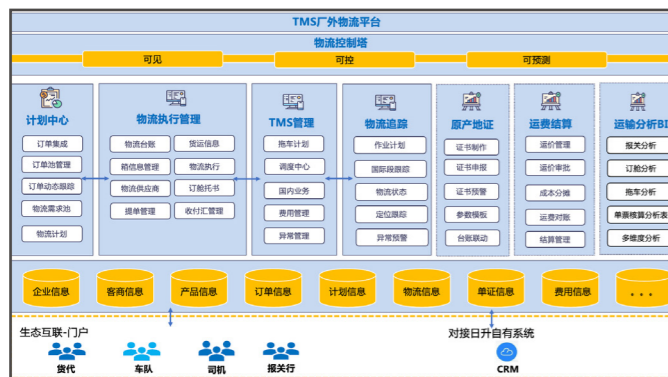 TMS厂外物流平台
物流控制塔
可见
可控
可预测
计划中心
订单集成
订单池管理
订单动态跟踪
物流需求池
物流计划
物流执行管理
物流台账
货运信息
箱信息管理
物流执行
物流供应商
订舱托书
提单管理
收付汇管理
TMS管理
拖车计划
调度中心
国内业务
费用管理
异常管理
物流追踪
作业计划
国际段跟踪
物流状态
定位跟踪
异常预警
原产地证
证书制作
证书申报
证书预警
参数模板
台账联动
运费结算
运价管理
运价审批
成本分摊
运费对账
结算管理
运输分析BI
报关分析
订舱分析
拖车分析
单票核算分析表
多维度分析
企业信息
客商信息
产品信息
订单信息
计划信息
物流信息
单证信息
费用信息
...
生态互联-门户
对接日升自有系统
货代
车队
司机
报关行
CRM